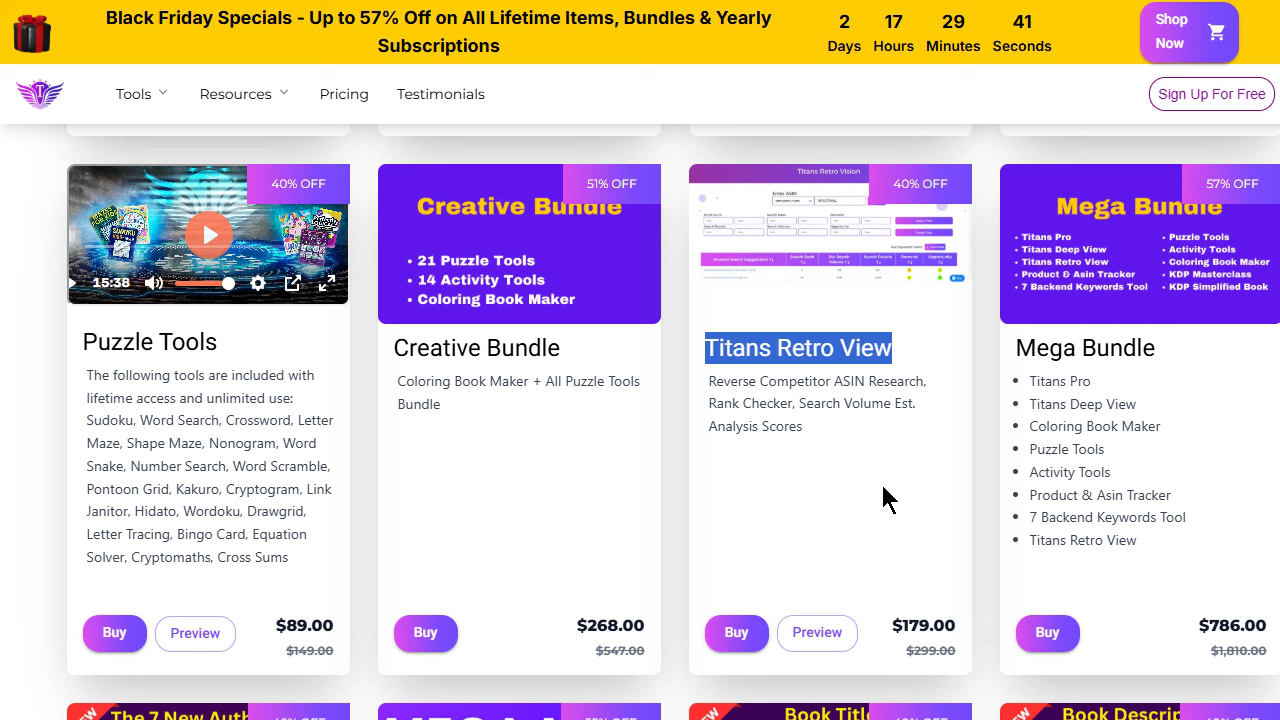 Black Friday Specials - Up to 57% Off on All Lifetime Items, Bundles & Yearly
Subscriptions
2 17 29 41
Days Hours Minutes Seconds
Shop
Now
Tools Resources Pricing Testimonials
Sign Up For Free
40% OFF
Puzzle Tools
The following tools are included with
lifetime access and unlimited use:
Sudoku, Word Search, Crossword, Letter
Maze, Shape Maze, Nonogram, Word
Snake, Number Search, Word Scramble,
Pontoon Grid, Kakuro, Cryptogram, Link
Janitor, Hidato, Wordoku, Drawgrid,
Letter Tracing, Bingo Card, Equation
Solver, Cryptomaths, Cross Sums
Buy Preview
$89.00
$149.00
51% OFF
Creative Bundle
• 21 Puzzle Tools
• 14 Activity Tools
• Coloring Book Maker
Creative Bundle
Coloring Book Maker + All Puzzle Tools
Bundle
Buy
$268.00
$547.00
Titans Retro Vision
40% OFF
Enter ASIN
Titans Retro View
Reverse Competitor ASIN Research,
Rank Checker, Search Volume Est.
Analysis Scores
Buy Preview
$179.00
$299.00
57% OFF
Mega Bundle
• Titans Pro
• Titans Deep View
• Titans Retro View
• Product & Asin Tracker
• 7 Backend Keywords Tool
• Puzzle Tools
• Activity Tools
• Coloring Book Maker
• KDP Masterclass
• KDP Simplified Book
Mega Bundle
• Titans Pro
• Titans Deep View
• Coloring Book Maker
• Puzzle Tools
• Activity Tools
• Product & Asin Tracker
• 7 Backend Keywords Tool
• Titans Retro View
Buy
$786.00
$1,810.00
NEW
The 7 New
NEW
Book
NEW
Book